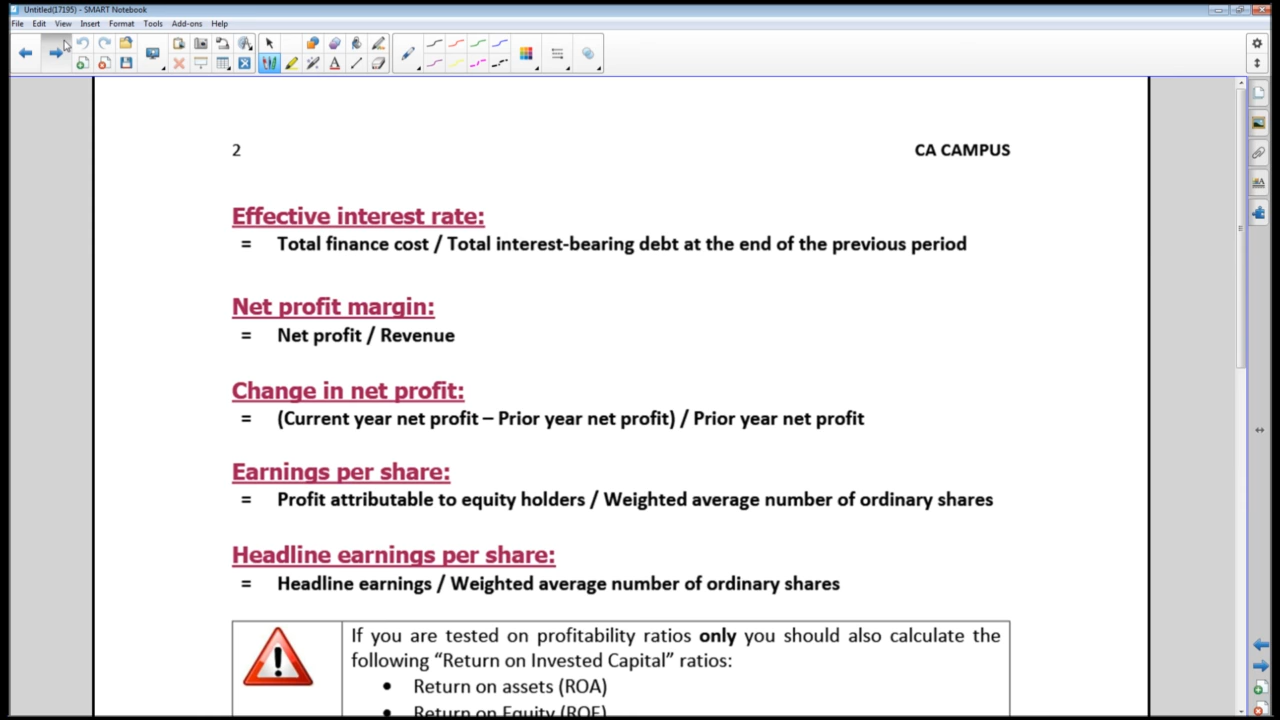 Untitled(17195) - SMART Notebook
File Edit View Insert Format Tools Add-ons Help
2 CA CAMPUS
Effective interest rate:
= Total finance cost / Total interest-bearing debt at the end of the previous period
Net profit margin:
= Net profit / Revenue
Change in net profit:
= (Current year net profit – Prior year net profit) / Prior year net profit
Earnings per share:
= Profit attributable to equity holders / Weighted average number of ordinary shares
Headline earnings per share:
= Headline earnings / Weighted average number of ordinary shares
If you are tested on profitability ratios only you should also calculate the
following “Return on Invested Capital” ratios:
• Return on assets (ROA)
• Return on Equity (ROE)